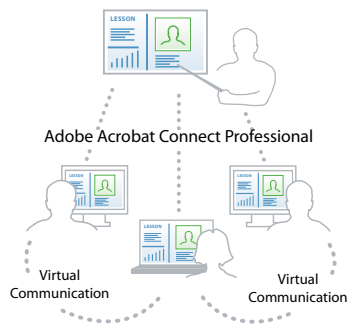 LESSON
Adobe Acrobat Connect Professional
LESSON
LESSON
LESSON
Virtual
Communication
Virtual
Communication